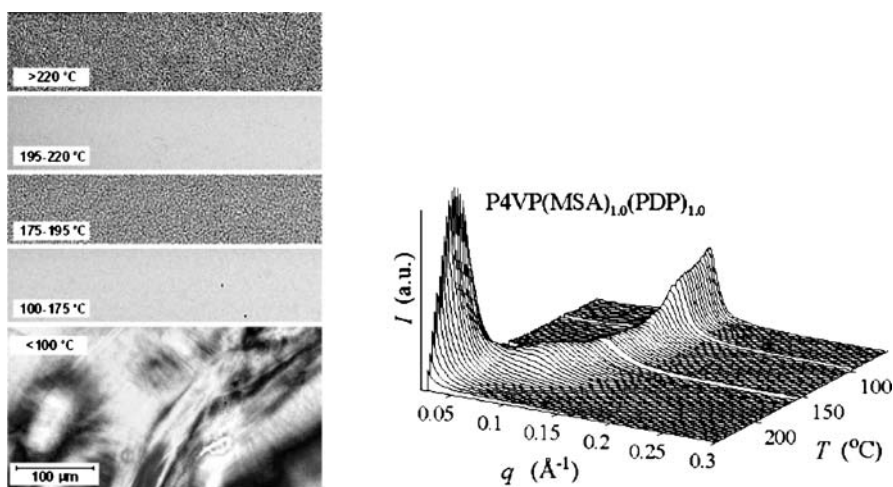 >220 °C
195-220 °C
175-195 °C
100-175 °C
<100 °C
100 µm
P4VP(MSA)1.0(PDP)1.0
I (a.u.)
0.05
0.1
0.15
0.2
0.25
0.3
q (Å-1)
200
150
100
T (°C)